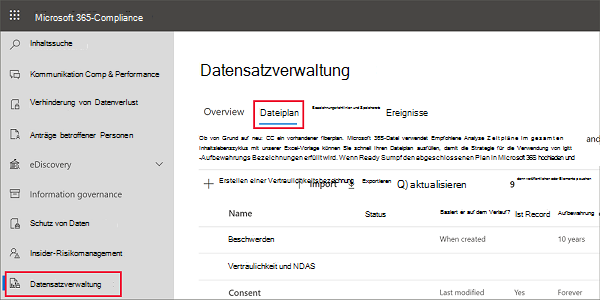 Microsoft 365-Compliance
Inhaltssuche
Kommunikation Comp & Performance
Verhinderung von Datenverlust
Anträge betroffener Personen
eDiscovery
Information governance
Schutz von Daten
Insider-Risikomanagement
Datensatzverwaltung
Datensatzverwaltung
Overview
Dateiplan
Bezeichnungsrichtlinien und
Ereignisse
von Grund auf neu: CC ein vorhandener fiberplan. Microsoft 365-Datei verwendet Empfohlene Analyse Zeitpläne im gesamten and
Inhaltslebenszyklus mit unserer Excel-Vorlage können Sie schnell Ihren Dateiplan ausfüllen, damit die Strategie für die Verwendung von
-Aufbewahrungs Bezeichnungen erfüllt wird. Wenn Ready Sumpf den abgeschlossenen Plan in Microsoft 365 hochladen und
+ Erstellen einer Vertraulichkeitsbezeichnung
Import
Exportieren
Q) aktualisieren
9
Name
Status
Basiert er auf dem Verlauf?
Ist Record
Aufbewahrung
Beschwerden
When created
10 years
Vertraulichkeit und NDAS
Consent
Last modified
Yes
Forever